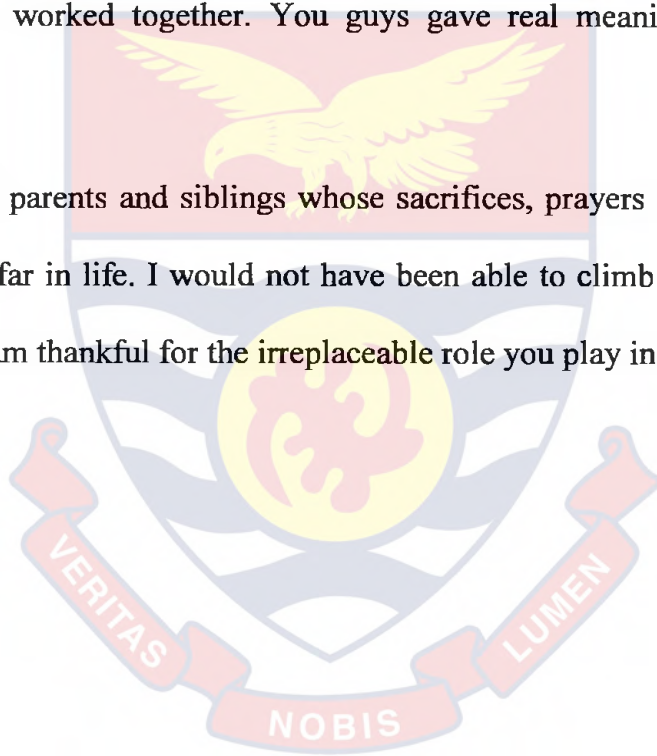 worked together. You guys gave real meani
parents and siblings whose sacrifices, prayers
far in life. I would not have been able to climb
m thankful for the irreplaceable role you play in
VERITAS
NOBIS
LUMEN